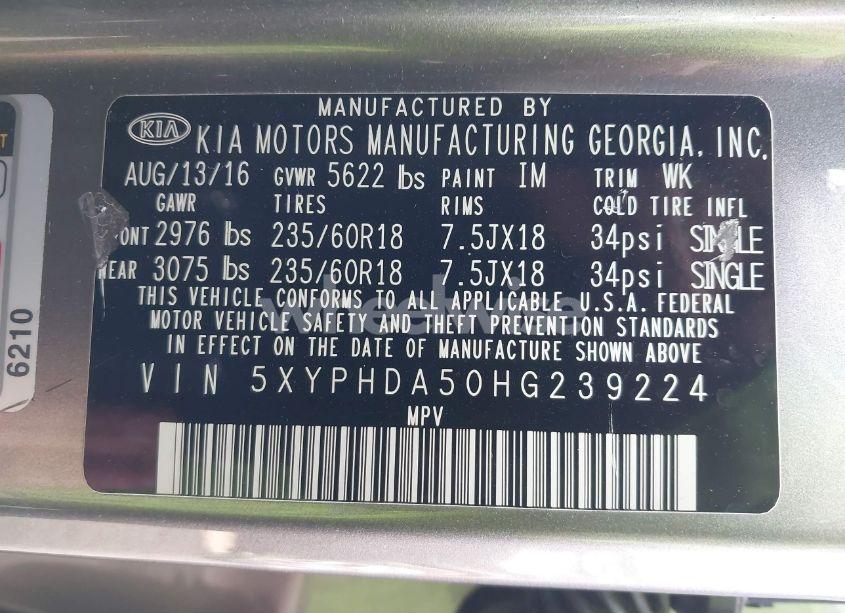 MANUFACTURED BY
KIA KIA MOTORS MANUFACTURING GEORGIA, INC.
AUG/13/16 GVWR 5622 lbs PAINT IM TRIM WK
GAWR TIRES RIMS COLD TIRE INFL
2976 lbs 235/60R18 7.5JX18 34psi SINGLE
3075 lbs 235/60R18 7.5JX18 34psi SINGLE
THIS VEHICLE CONFORMS TO ALL APPLICABLE U.S.A. FEDERAL
MOTOR VEHICLE SAFETY AND THEFT PREVENTION STANDARDS
IN EFFECT ON THE DATE OF MANUFACTURE SHOWN ABOVE
VIN 5XYPHDA50HG239224
MPV
6210